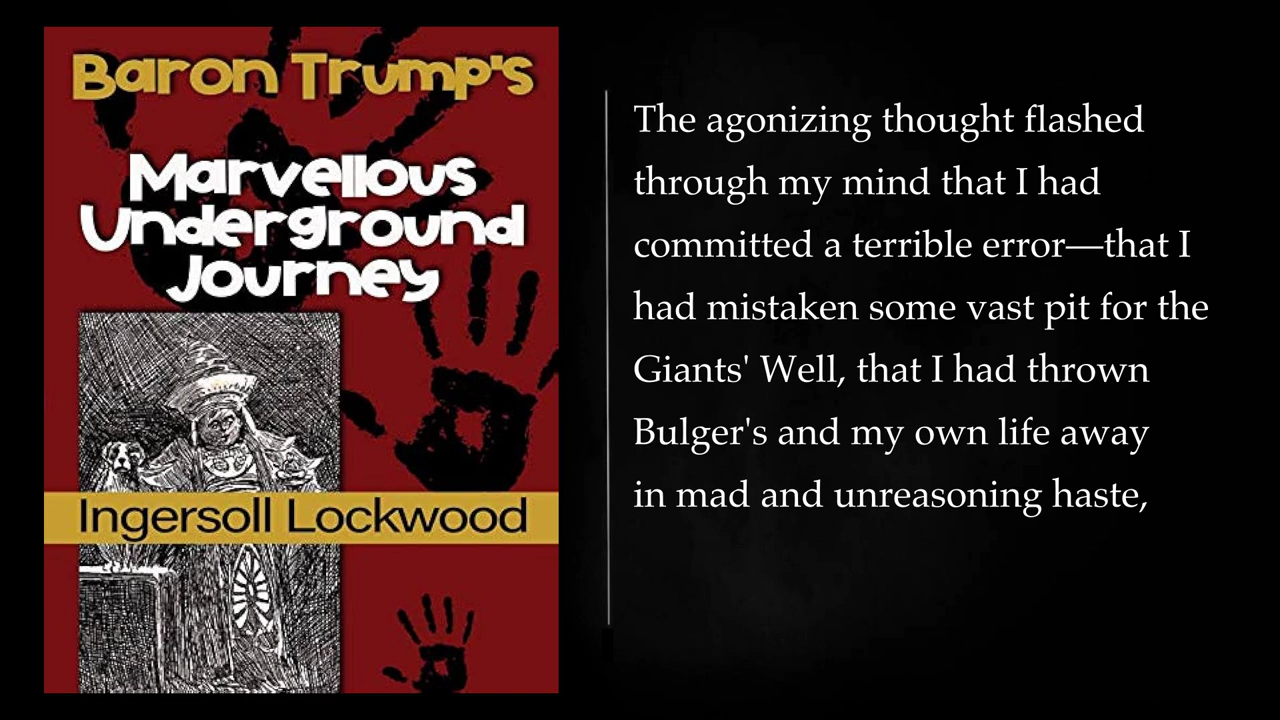 Baron Trump's
Marvellous
Underground
Journey
Ingersoll Lockwood
The agonizing thought flashed
through my mind that I had
committed a terrible error—that I
had mistaken some vast pit for the
Giants' Well, that I had thrown
Bulger's and my own life away
in mad and unreasoning haste,